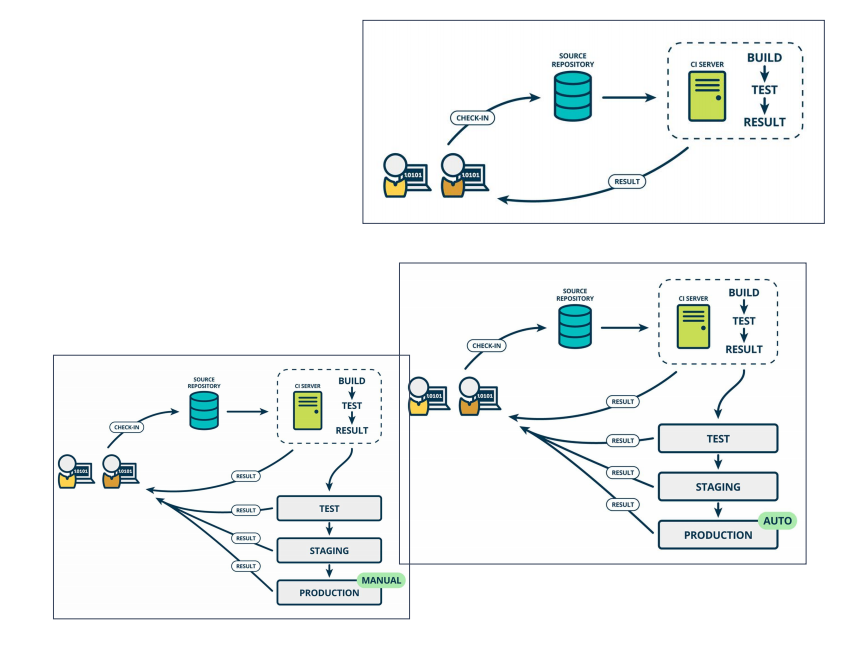 SOURCE
REPOSITORY
CI SERVER
BUILD
TEST
RESULT
CHECK-IN
10101
10101
RESULT
SOURCE
REPOSITORY
CI SERVER
BUILD
TEST
RESULT
CHECK-IN
10101
10101
RESULT
RESULT
TEST
RESULT
STAGING
RESULT
AUTO
PRODUCTION
SOURCE
REPOSITORY
CI SERVER
BUILD
TEST
RESULT
CHECK-IN
10101
10101
RESULT
RESULT
TEST
RESULT
STAGING
RESULT
MANUAL
PRODUCTION